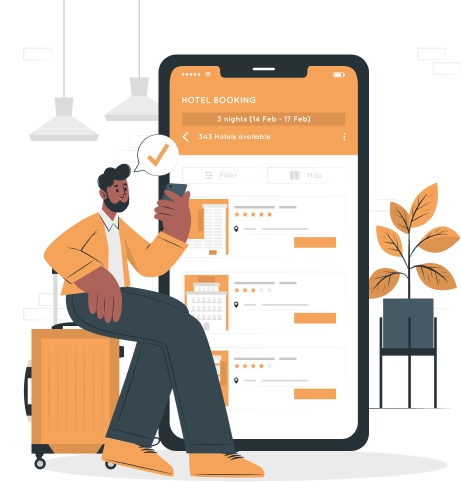 HOTEL BOOKING
3 nights (14 Feb - 17 Feb)
343 Hotels available
Filter
Map